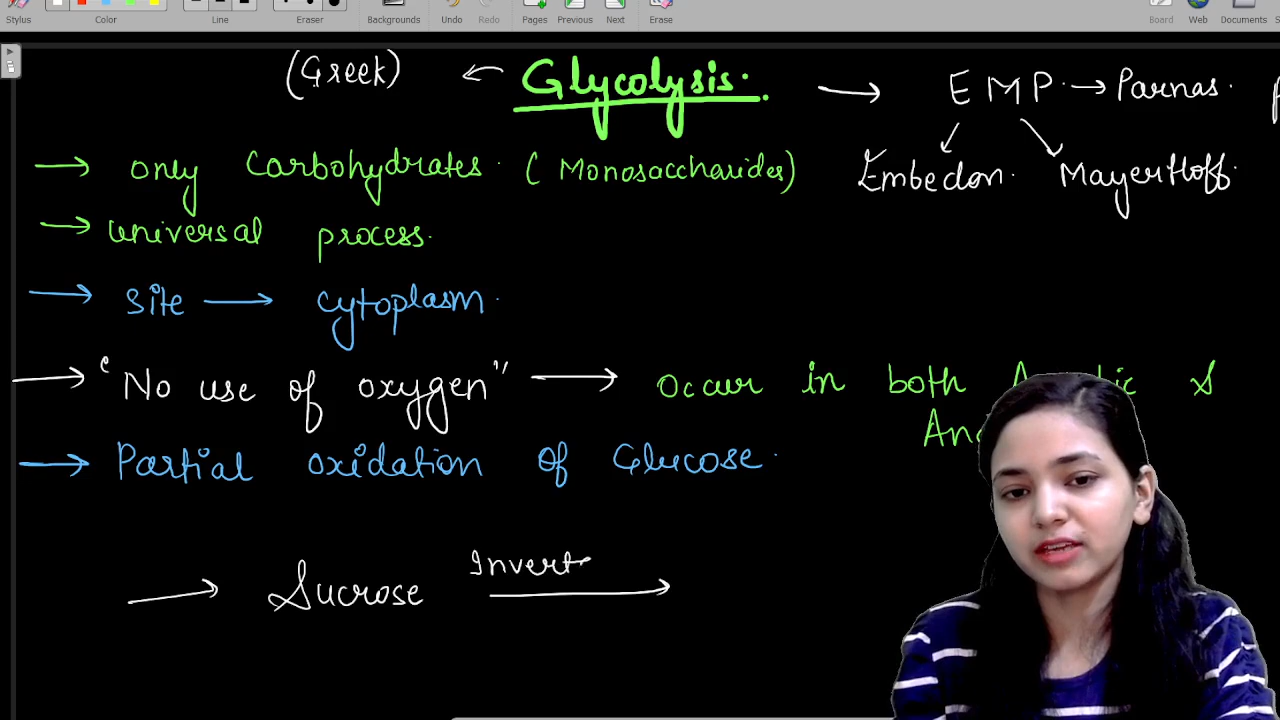 Stylus Color Line Eraser Backgrounds Undo Redo Pages Previous Next Erase Board Web Documents
(Greek) ← Glycolysis. → E M P → Parnas.
→ only Carbohydrates. (Monosaccharides) Embedon. Mayerthoff.
→ universal process.
→ Site → cytoplasm.
→ "No use of oxygen" → Occur in both &
→ Partial oxidation of Glucose.
→ Sucrose Invert →